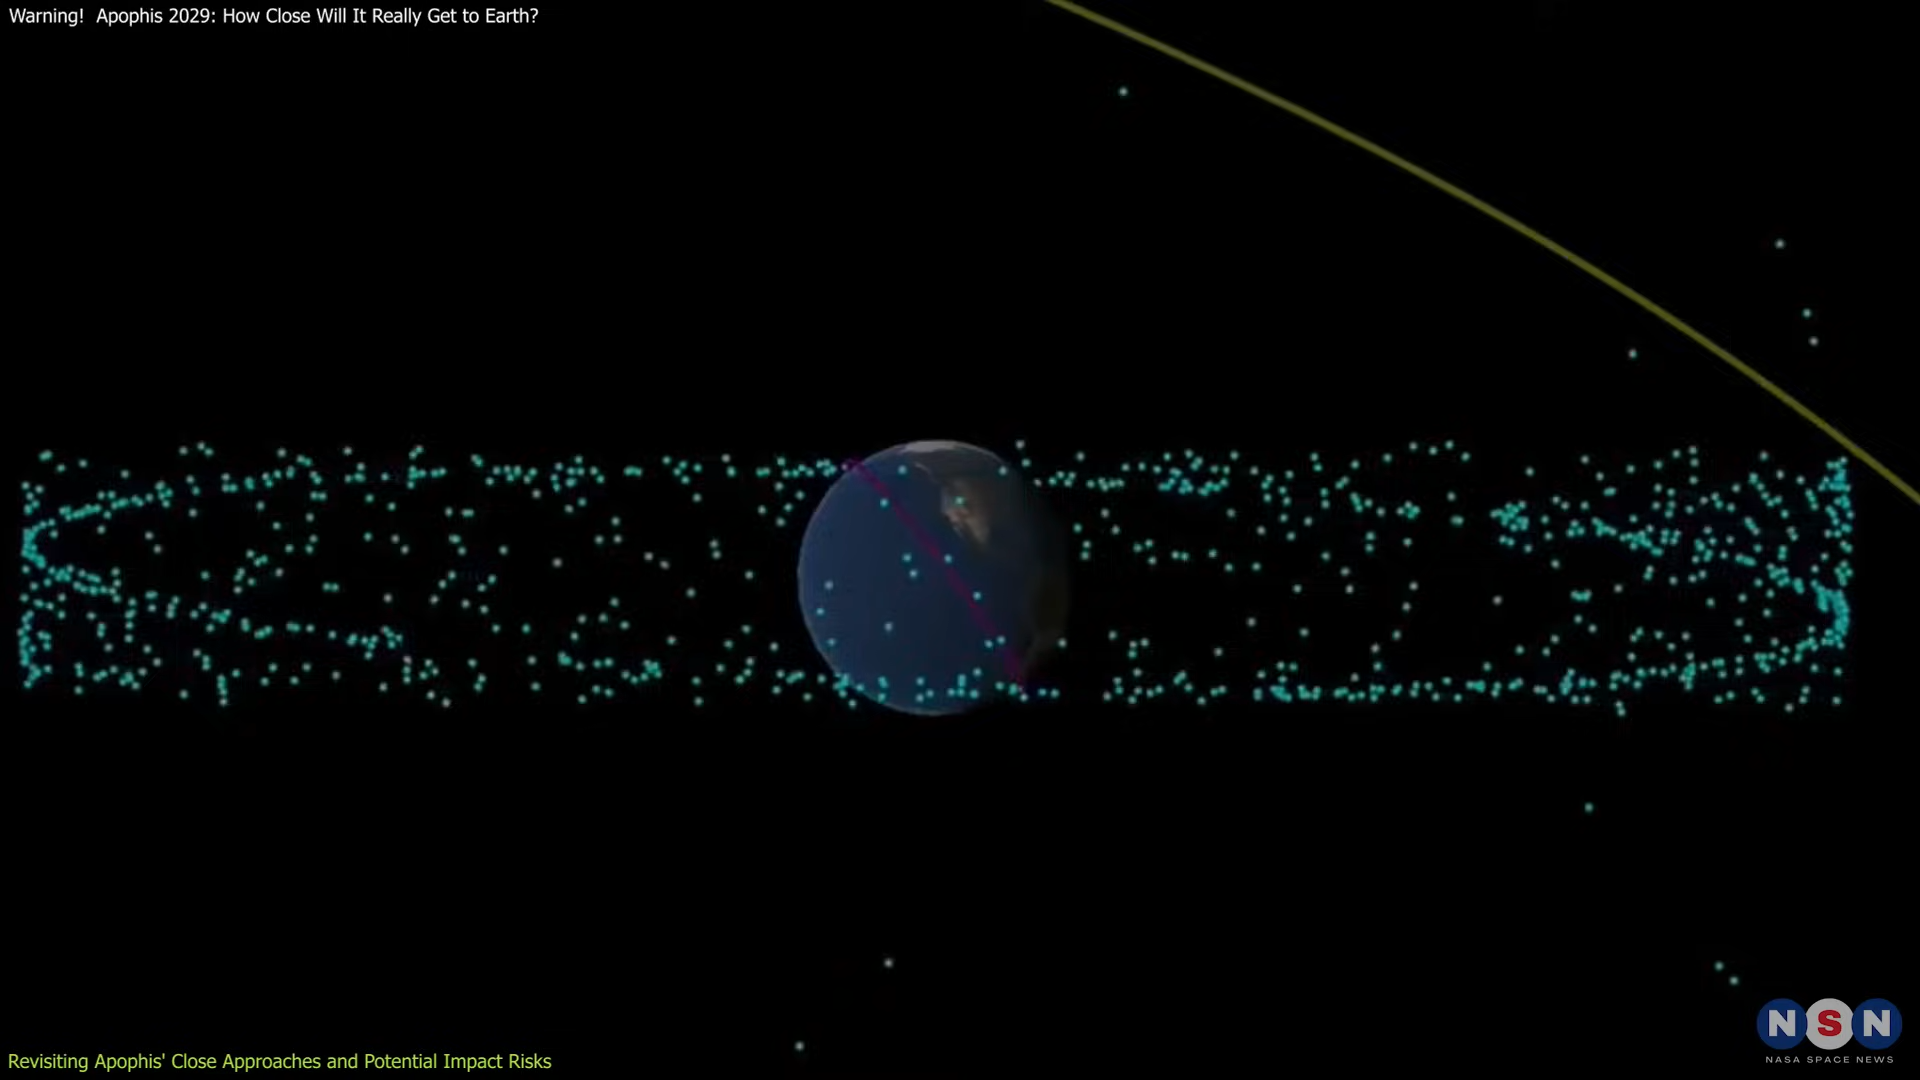 Warning!  Apophis 2029: How Close Will It Really Get to Earth?
NSN
NASA SPACE NEWS
Revisiting Apophis' Close Approaches and Potential Impact Risks